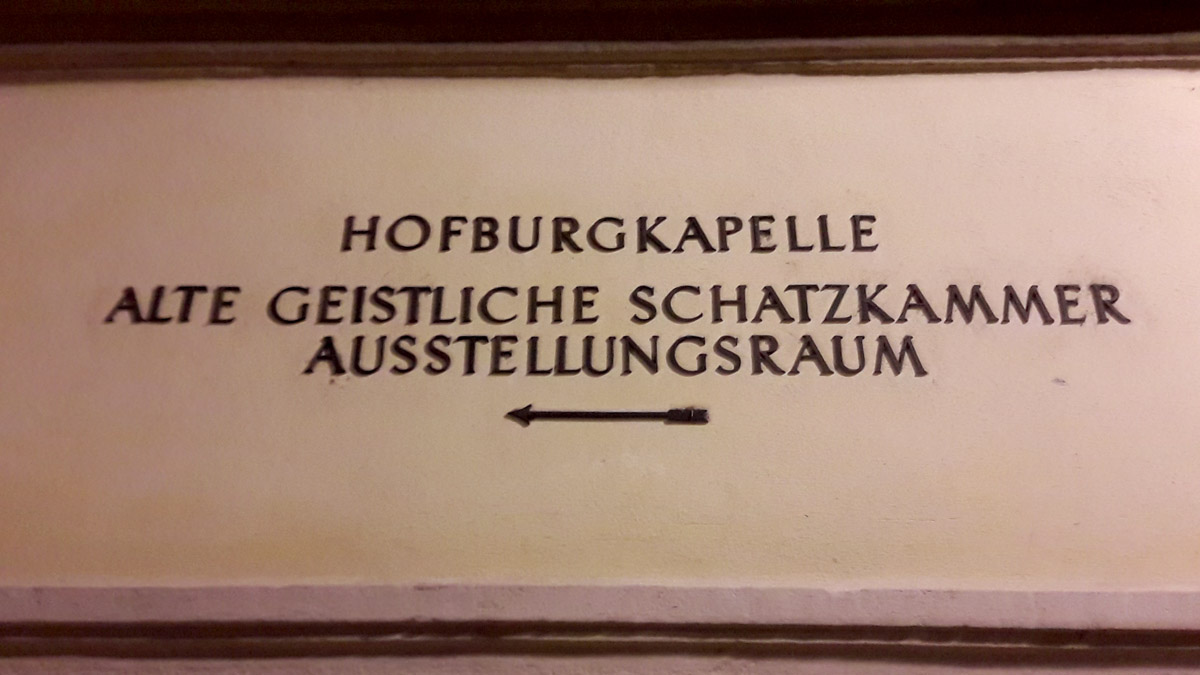 HOFBURGKAPELLE
ALTE GEISTLICHE SCHATZKAMMER
AUSSTELLUNGSRAUM